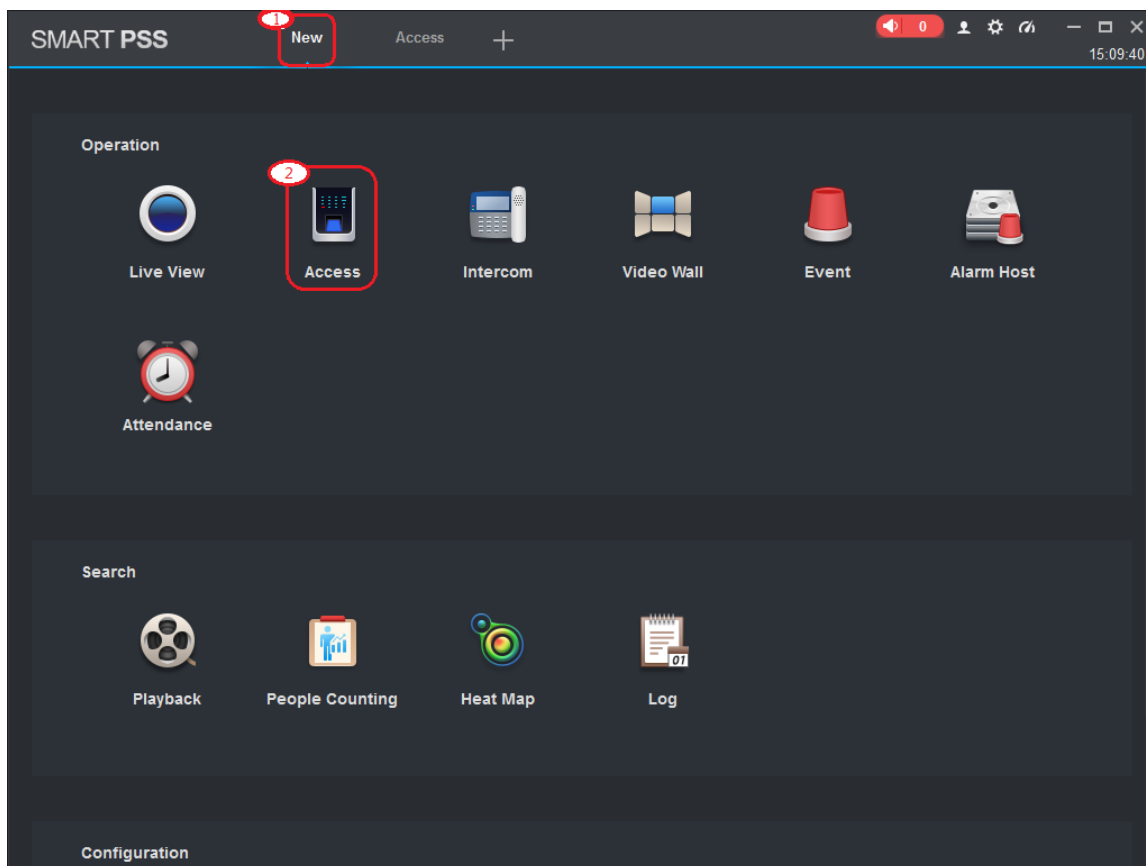 SMART PSS
1
New
Access
0
15:09:40
Operation
2
Live View
Access
Intercom
Video Wall
Event
Alarm Host
Attendance
Search
01
Playback
People Counting
Heat Map
Log
Configuration